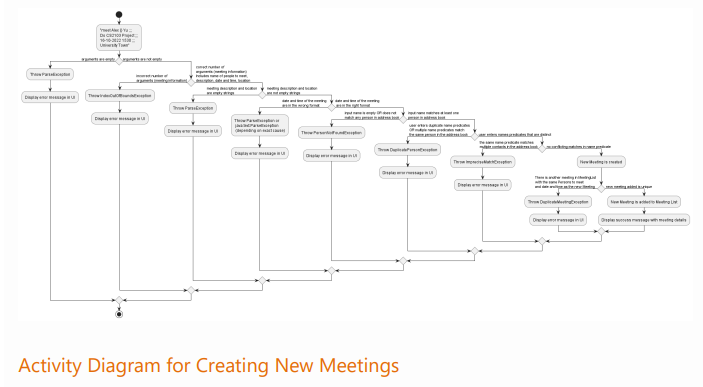 "meet Alex }} Yu ;;;
Do CS2103 Project ;;;
16-10-2022 1530 ;;;
University Town"
arguments are empty
arguments are not empty
Throw ParseException
Display error message in UI
incorrect number of
arguments (meeting information)
correct number of
arguments (meeting information)
includes name of people to meet,
description, date and time, location
Throw IndexOutOfBoundsException
Display error message in UI
meeting description and location
are empty strings
meeting description and location
are not empty strings
Throw ParseException
Display error message in UI
date and time of the meeting
are in the wrong format
date and time of the meeting
are in the right format
Throw ParseException or
java.text.ParseException
(depending on exact cause)
Display error message in UI
input name is empty OR does not
match any person in address book
input name matches at least one
person in address book
Throw PersonNotFoundException
Display error message in UI
user enters duplicate name predicates
OR multiple name predicates match
the same person in the address book
user enters names predicates that are distinct
Throw DuplicatePersonException
Display error message in UI
the same name predicate matches
multiple contacts in the address book
no conflicting matches in name predicate
Throw ImpreciseMatchException
Display error message in UI
New Meeting is created
There is another meeting in MeetingList
with the same Persons to meet
and date and time as the new Meeting
new meeting added is unique
Throw DuplicateMeetingException
Display error message in UI
New Meeting is added to Meeting List
Display success message with meeting details
Activity Diagram for Creating New Meetings